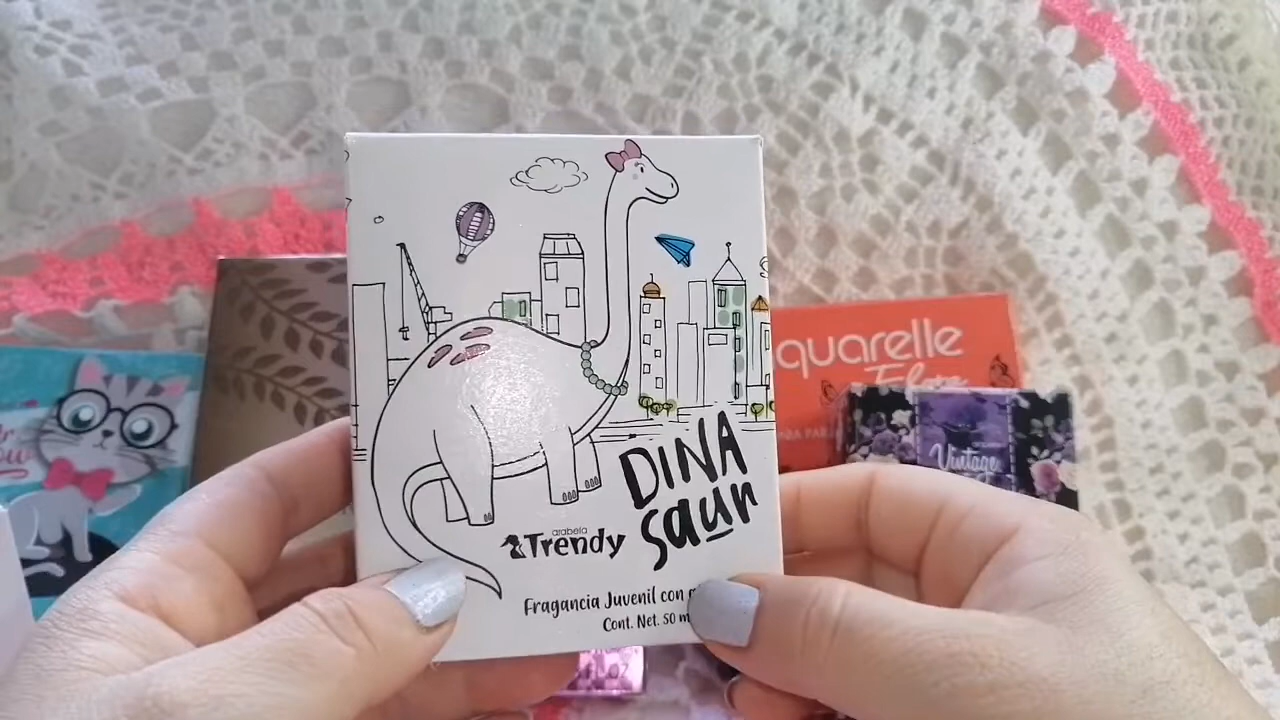 DINA
saur
arabela
Trendy
Fragancia Juvenil con
Cont. Net. 50 m
quarelle
Vintage